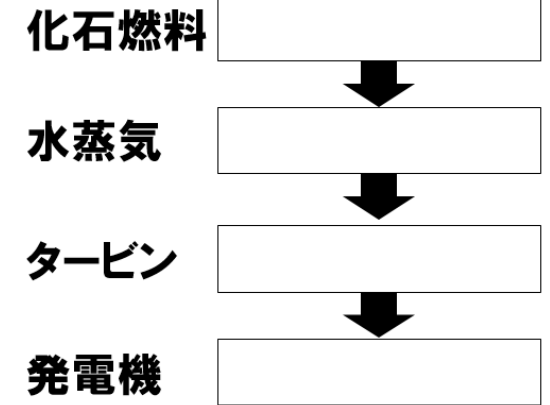 化石燃料
水蒸気
タービン
発電機